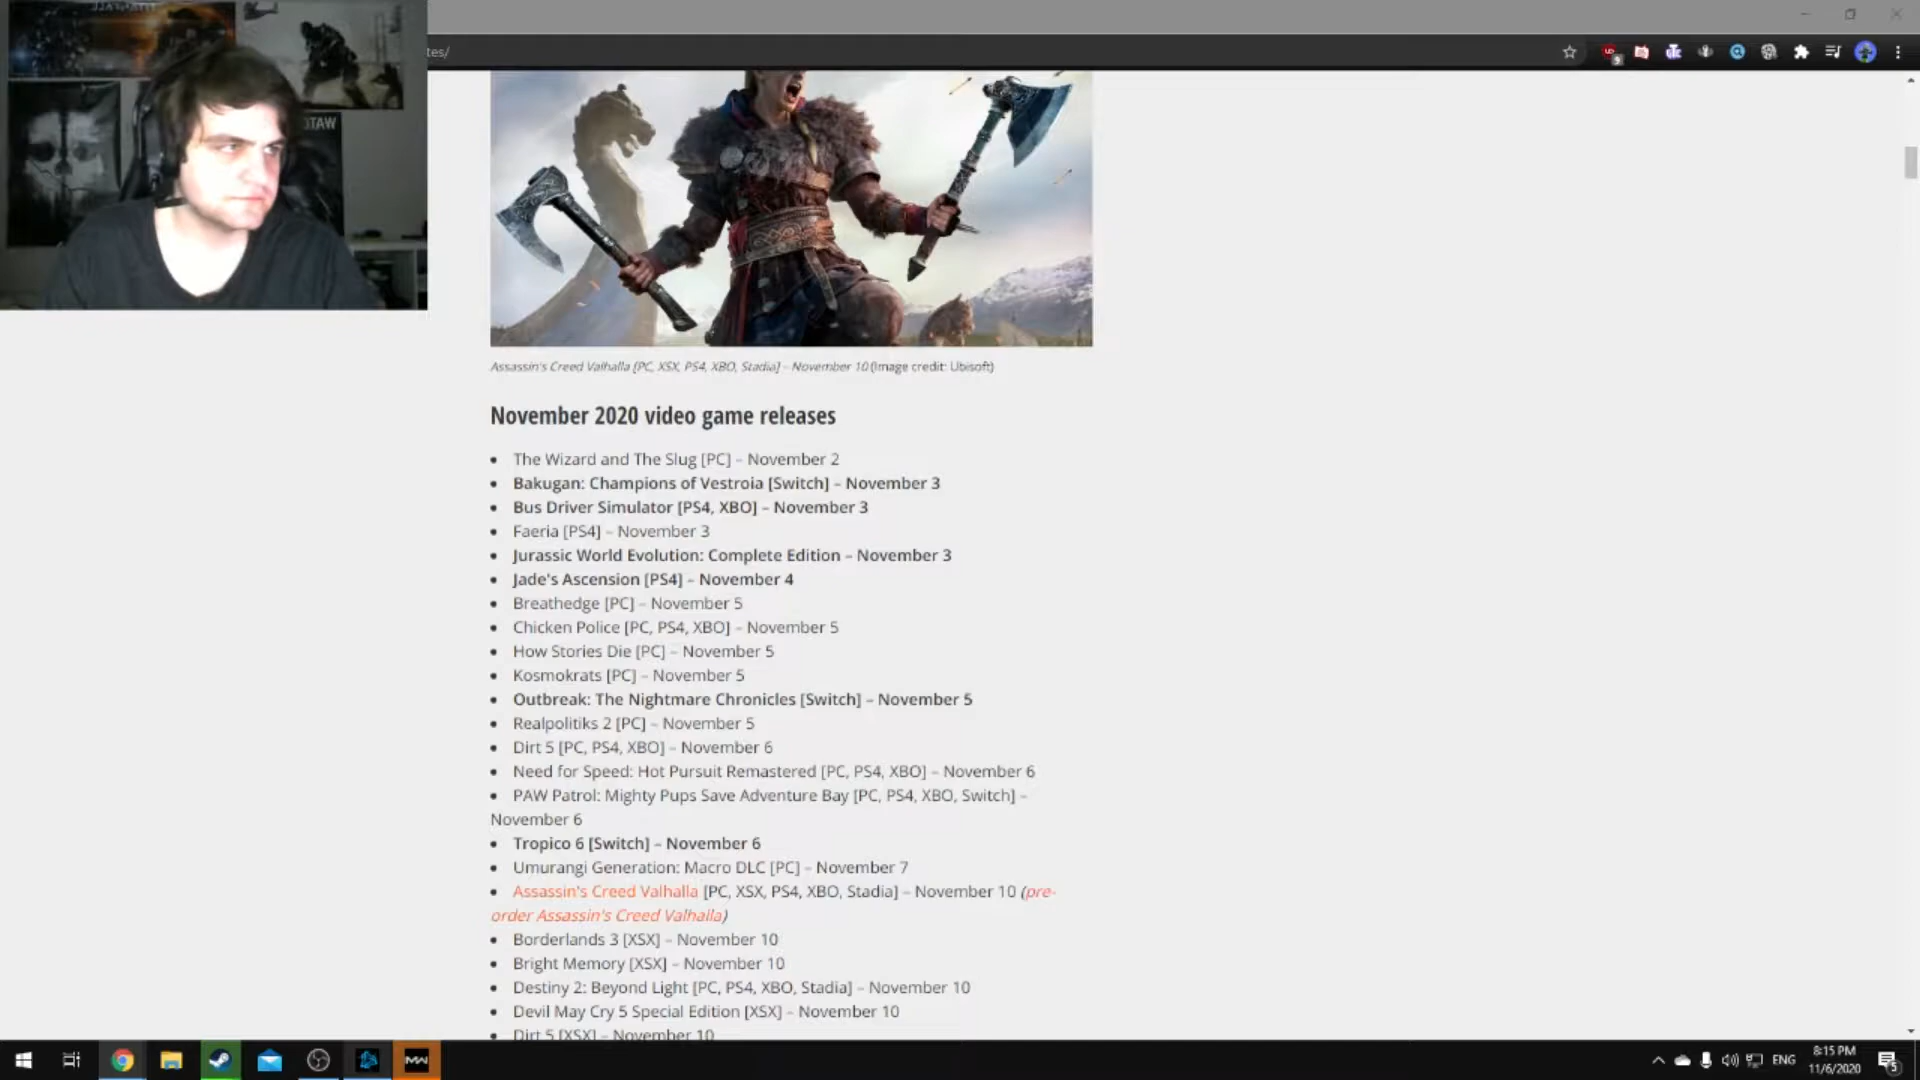 OTAW
tes/
9
Assassin's Creed Valhalla [PC, XSX, PS4, XBO, Stadia] – November 10 (Image credit: Ubisoft)
November 2020 video game releases
The Wizard and The Slug [PC] – November 2
Bakugan: Champions of Vestroia [Switch] – November 3
Bus Driver Simulator [PS4, XBO] – November 3
Faeria [PS4] – November 3
Jurassic World Evolution: Complete Edition – November 3
Jade's Ascension [PS4] – November 4
Breathedge [PC] – November 5
Chicken Police [PC, PS4, XBO] – November 5
How Stories Die [PC] – November 5
Kosmokrats [PC] – November 5
Outbreak: The Nightmare Chronicles [Switch] – November 5
Realpolitiks 2 [PC] – November 5
Dirt 5 [PC, PS4, XBO] – November 6
Need for Speed: Hot Pursuit Remastered [PC, PS4, XBO] – November 6
PAW Patrol: Mighty Pups Save Adventure Bay [PC, PS4, XBO, Switch] –
November 6
Tropico 6 [Switch] – November 6
Umurangi Generation: Macro DLC [PC] – November 7
Assassin's Creed Valhalla [PC, XSX, PS4, XBO, Stadia] – November 10 (pre-
order Assassin's Creed Valhalla)
Borderlands 3 [XSX] – November 10
Bright Memory [XSX] – November 10
Destiny 2: Beyond Light [PC, PS4, XBO, Stadia] – November 10
Devil May Cry 5 Special Edition [XSX] – November 10
Dirt 5 [XSX] – November 10
MW
ENG
8:15 PM
11/6/2020
5